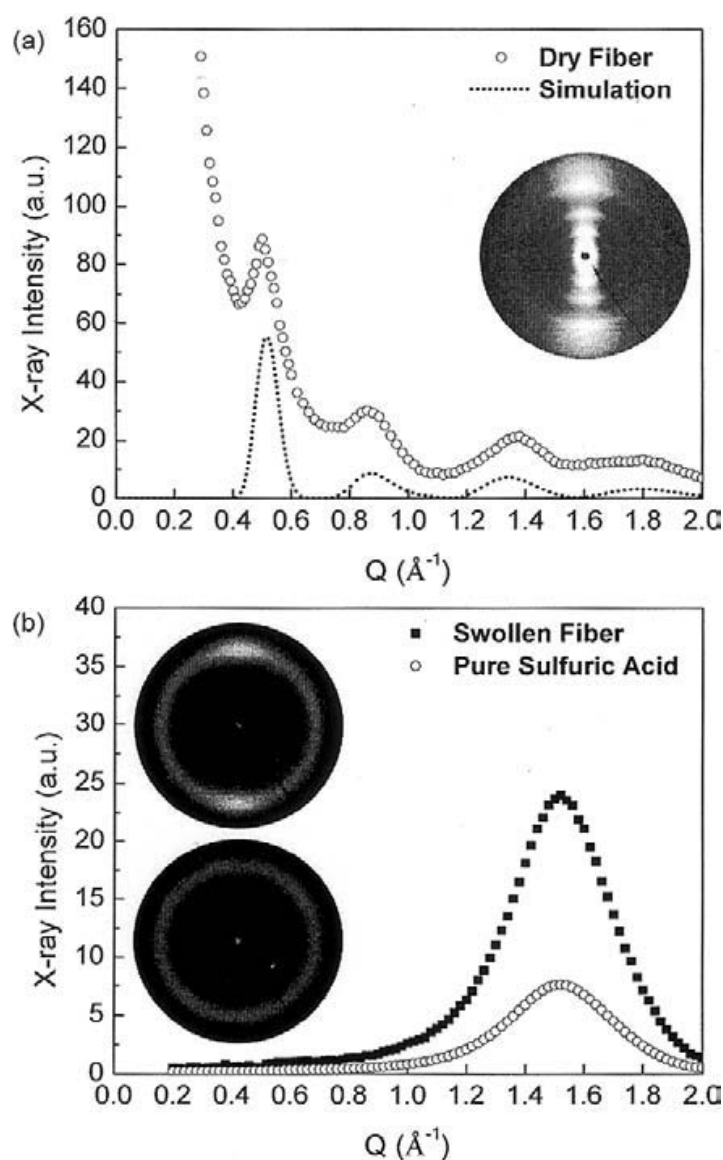 (a)
160
140
120
100
80
60
40
20
0
X-ray Intensity (a.u.)
Dry Fiber
Simulation
0.0 0.2 0.4 0.6 0.8 1.0 1.2 1.4 1.6 1.8 2.0
Q (Å⁻¹)
(b)
40
35
30
25
20
15
10
5
0
X-ray Intensity (a.u.)
Swollen Fiber
Pure Sulfuric Acid
0.0 0.2 0.4 0.6 0.8 1.0 1.2 1.4 1.6 1.8 2.0
Q (Å⁻¹)